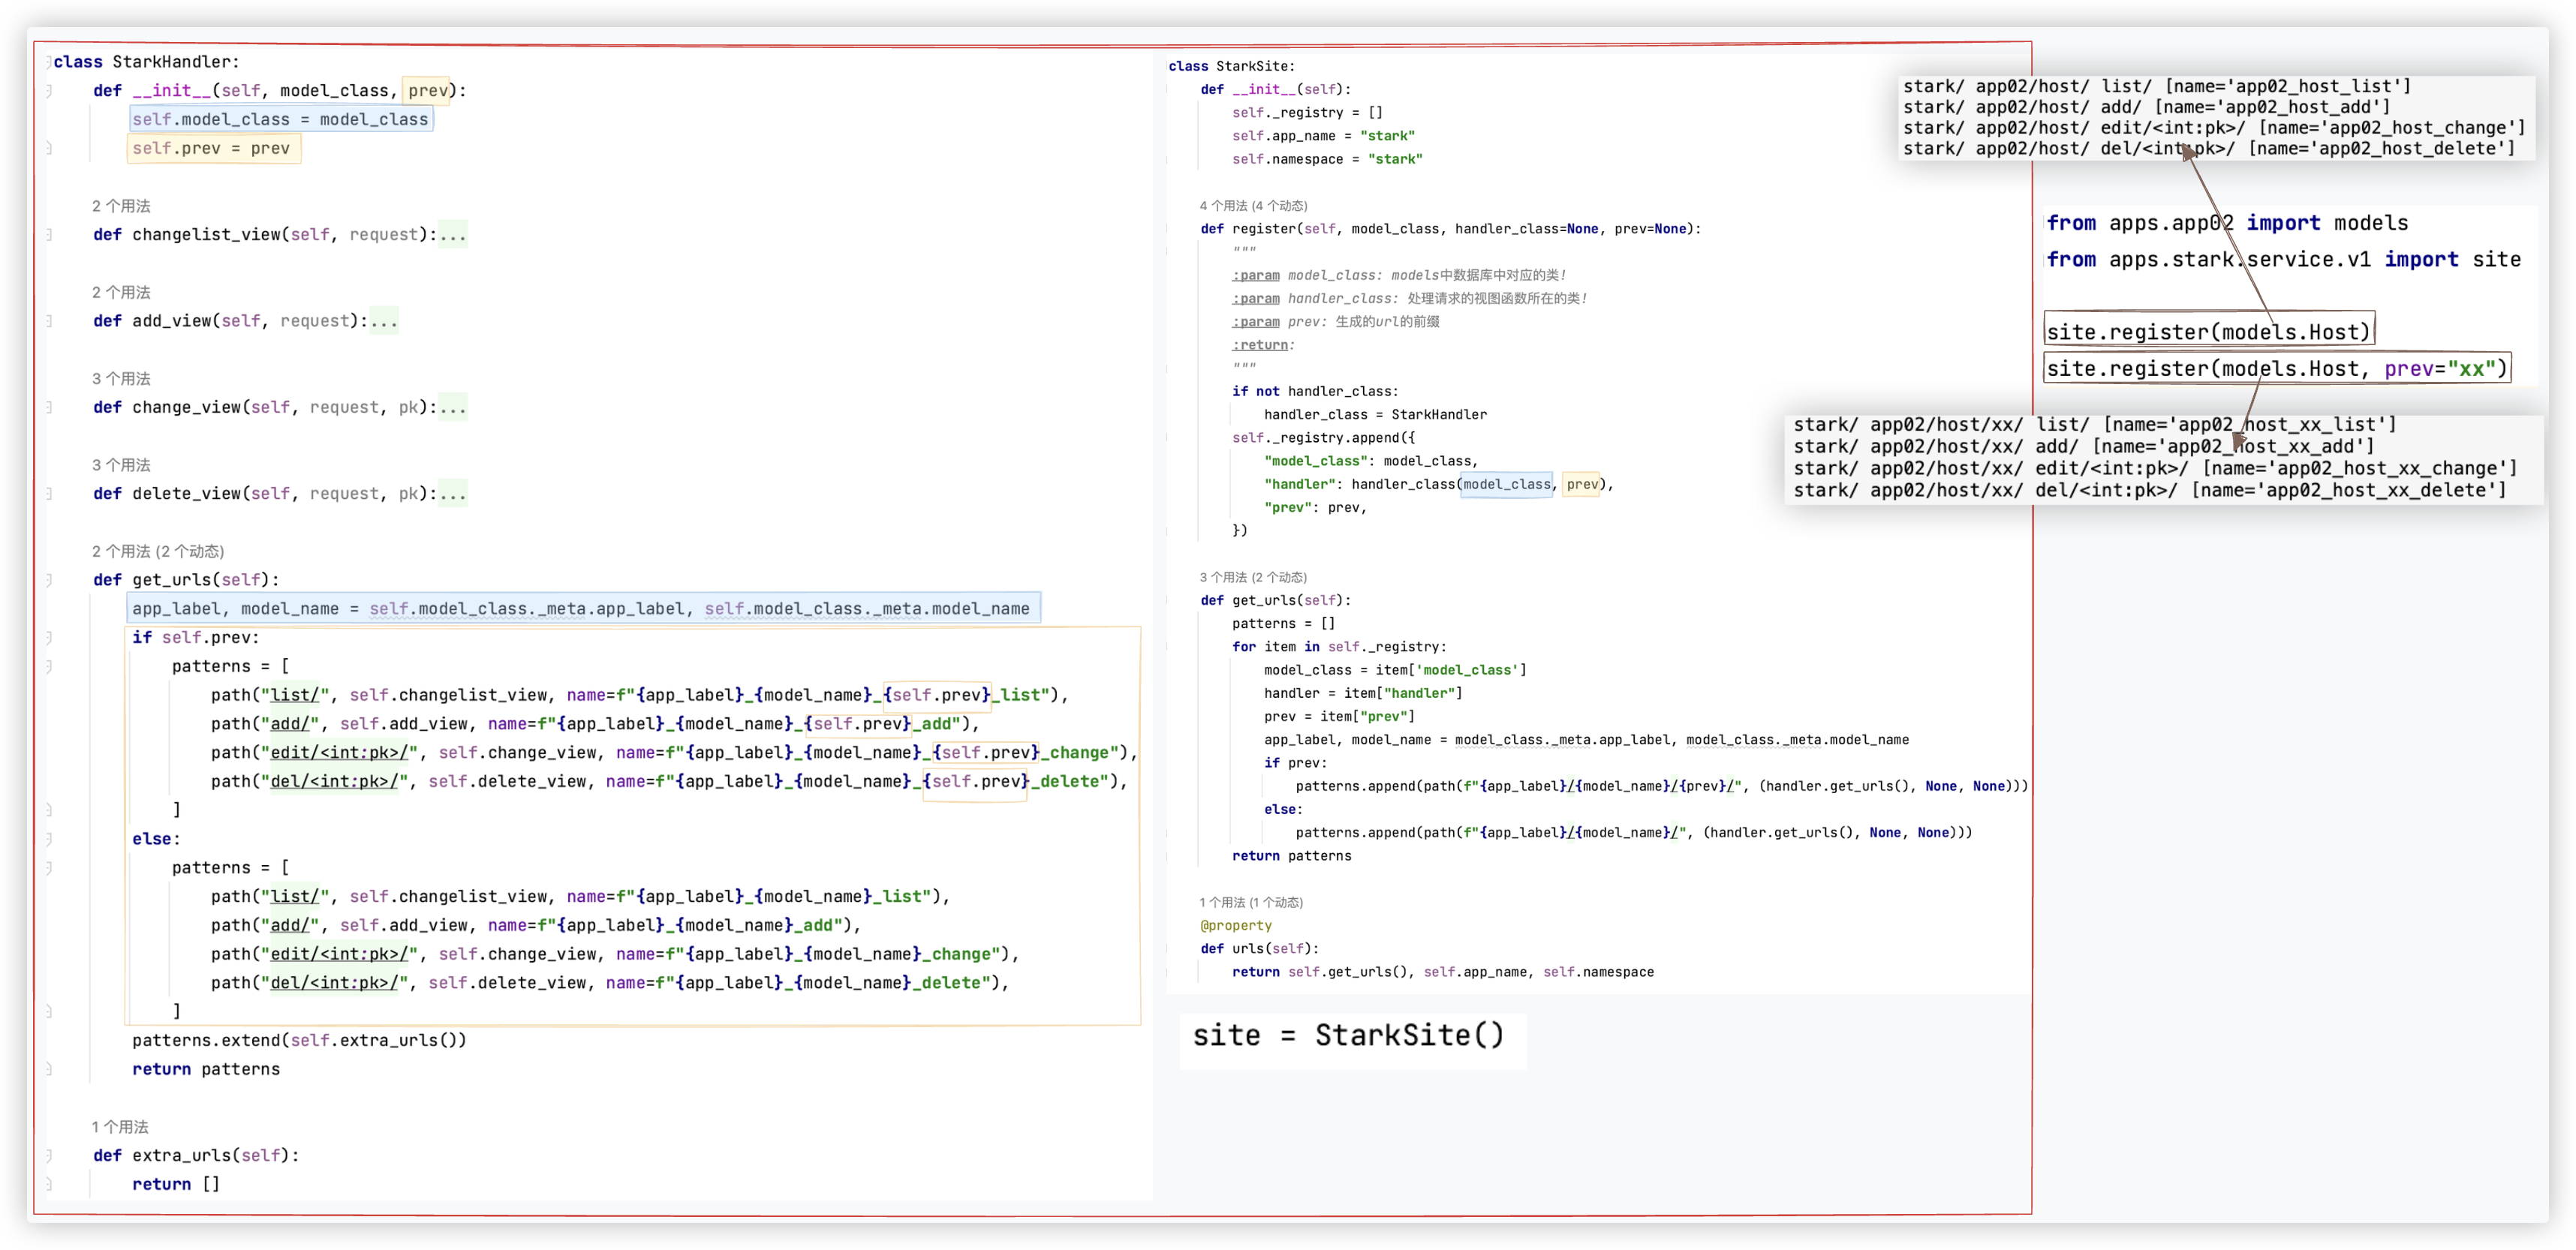 class StarkHandler:
    def __init__(self, model_class, prev):
        self.model_class = model_class
        self.prev = prev
    2 个用法
    def changelist_view(self, request):...
    2 个用法
    def add_view(self, request):...
    3 个用法
    def change_view(self, request, pk):...
    3 个用法
    def delete_view(self, request, pk):...
    2 个用法 (2 个动态)
    def get_urls(self):
        app_label, model_name = self.model_class._meta.app_label, self.model_class._meta.model_name
        if self.prev:
            patterns = [
                path("list/", self.changelist_view, name=f"{app_label}_{model_name}_{self.prev}_list"),
                path("add/", self.add_view, name=f"{app_label}_{model_name}_{self.prev}_add"),
                path("edit/<int:pk>/", self.change_view, name=f"{app_label}_{model_name}_{self.prev}_change"),
                path("del/<int:pk>/", self.delete_view, name=f"{app_label}_{model_name}_{self.prev}_delete"),
            ]
        else:
            patterns = [
                path("list/", self.changelist_view, name=f"{app_label}_{model_name}_list"),
                path("add/", self.add_view, name=f"{app_label}_{model_name}_add"),
                path("edit/<int:pk>/", self.change_view, name=f"{app_label}_{model_name}_change"),
                path("del/<int:pk>/", self.delete_view, name=f"{app_label}_{model_name}_delete"),
            ]
        patterns.extend(self.extra_urls())
        return patterns
    1 个用法
    def extra_urls(self):
        return []
class StarkSite:
    def __init__(self):
        self._registry = []
        self.app_name = "stark"
        self.namespace = "stark"
    4 个用法 (4 个动态)
    def register(self, model_class, handler_class=None, prev=None):
        """
        :param model_class: models中数据库中对应的类!
        :param handler_class: 处理请求的视图函数所在的类!
        :param prev: 生成的url的前缀
        :return:
        """
        if not handler_class:
            handler_class = StarkHandler
        self._registry.append({
            "model_class": model_class,
            "handler": handler_class(model_class, prev),
            "prev": prev,
        })
    3 个用法 (2 个动态)
    def get_urls(self):
        patterns = []
        for item in self._registry:
            model_class = item['model_class']
            handler = item["handler"]
            prev = item["prev"]
            app_label, model_name = model_class._meta.app_label, model_class._meta.model_name
            if prev:
                patterns.append(path(f"{app_label}/{model_name}/{prev}/", (handler.get_urls(), None, None)))
            else:
                patterns.append(path(f"{app_label}/{model_name}/", (handler.get_urls(), None, None)))
        return patterns
    1 个用法 (1 个动态)
    @property
    def urls(self):
        return self.get_urls(), self.app_name, self.namespace
site = StarkSite()
stark/ app02/host/ list/ [name='app02_host_list']
stark/ app02/host/ add/ [name='app02_host_add']
stark/ app02/host/ edit/<int:pk>/ [name='app02_host_change']
stark/ app02/host/ del/<int:pk>/ [name='app02_host_delete']
from apps.app02 import models
from apps.stark.service.v1 import site
site.register(models.Host)
site.register(models.Host, prev="xx")
stark/ app02/host/xx/ list/ [name='app02_host_xx_list']
stark/ app02/host/xx/ add/ [name='app02_host_xx_add']
stark/ app02/host/xx/ edit/<int:pk>/ [name='app02_host_xx_change']
stark/ app02/host/xx/ del/<int:pk>/ [name='app02_host_xx_delete']